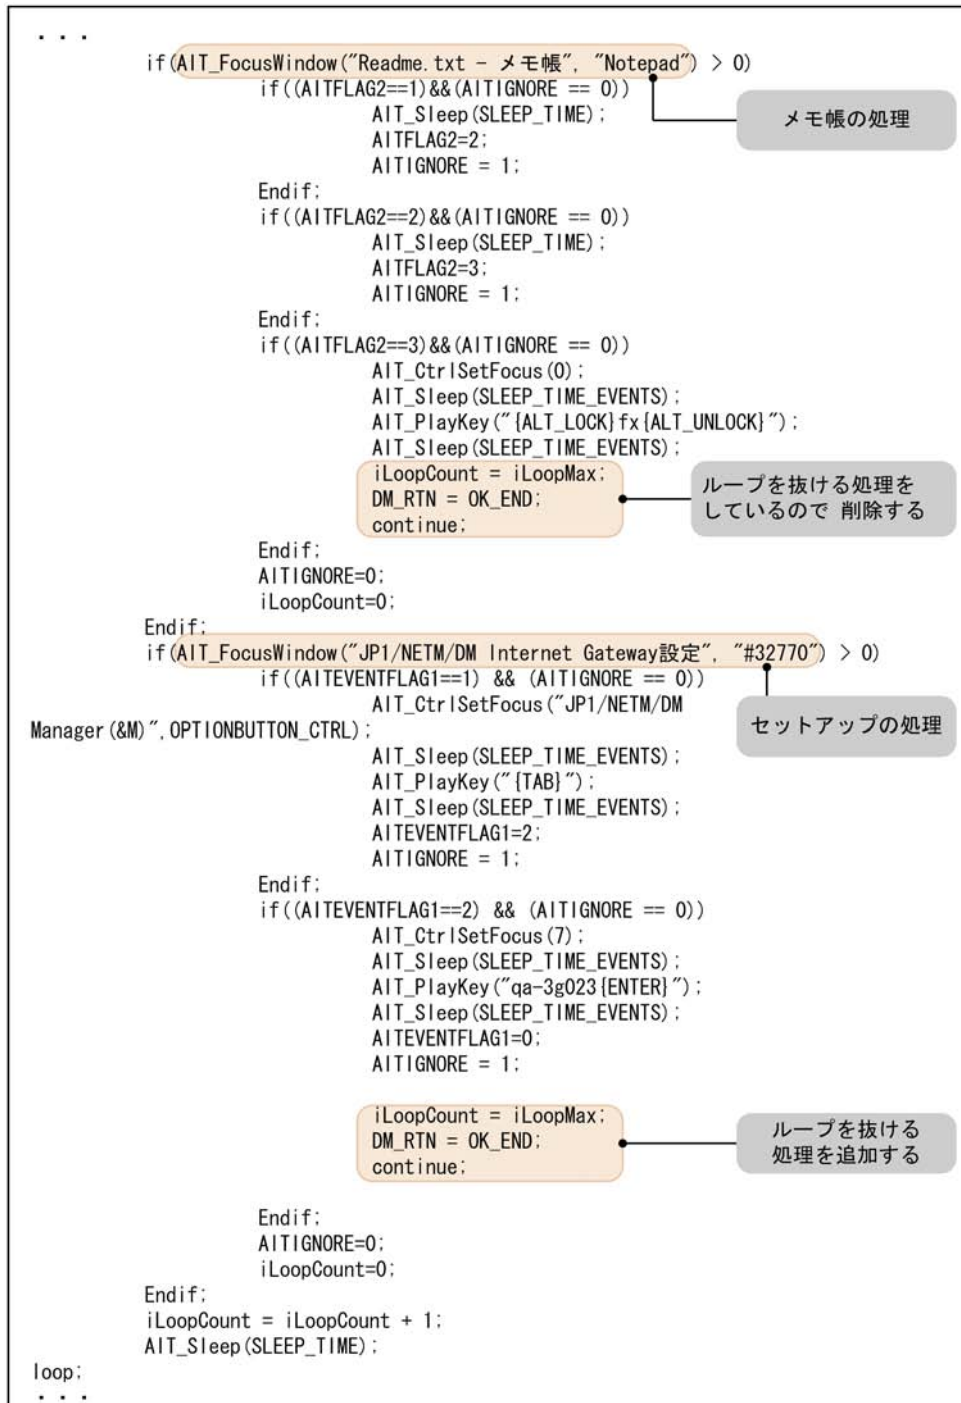 ・・・
if(AIT_FocusWindow("Readme.txt - メモ帳", "Notepad") > 0)
if((AITFLAG2==1)&&(AITIGNORE == 0))
メモ帳の処理
AIT_Sleep(SLEEP_TIME);
AITFLAG2=2;
AITIGNORE = 1;
Endif;
if((AITFLAG2==2)&&(AITIGNORE == 0))
AIT_Sleep(SLEEP_TIME);
AITFLAG2=3;
AITIGNORE = 1;
Endif;
if((AITFLAG2==3)&&(AITIGNORE == 0))
AIT_CtrlSetFocus(0);
AIT_Sleep(SLEEP_TIME_EVENTS);
AIT_PlayKey("{ALT_LOCK}fx{ALT_UNLOCK}");
AIT_Sleep(SLEEP_TIME_EVENTS);
iLoopCount = iLoopMax;
DM_RTN = OK_END;
continue;
ループを抜ける処理を
しているので 削除する
Endif;
AITIGNORE=0;
iLoopCount=0;
Endif;
if(AIT_FocusWindow("JP1/NETM/DM Internet Gateway設定", "#32770") > 0)
if((AITEVENTFLAG1==1) && (AITIGNORE == 0))
AIT_CtrlSetFocus("JP1/NETM/DM
Manager(&M)",OPTIONBUTTON_CTRL);
セットアップの処理
AIT_Sleep(SLEEP_TIME_EVENTS);
AIT_PlayKey("{TAB}");
AIT_Sleep(SLEEP_TIME_EVENTS);
AITEVENTFLAG1=2;
AITIGNORE = 1;
Endif;
if((AITEVENTFLAG1==2) && (AITIGNORE == 0))
AIT_CtrlSetFocus(7);
AIT_Sleep(SLEEP_TIME_EVENTS);
AIT_PlayKey("qa-3g023{ENTER}");
AIT_Sleep(SLEEP_TIME_EVENTS);
AITEVENTFLAG1=0;
AITIGNORE = 1;
iLoopCount = iLoopMax;
DM_RTN = OK_END;
continue;
ループを抜ける
処理を追加する
Endif;
AITIGNORE=0;
iLoopCount=0;
Endif;
iLoopCount = iLoopCount + 1;
AIT_Sleep(SLEEP_TIME);
loop;
・・・